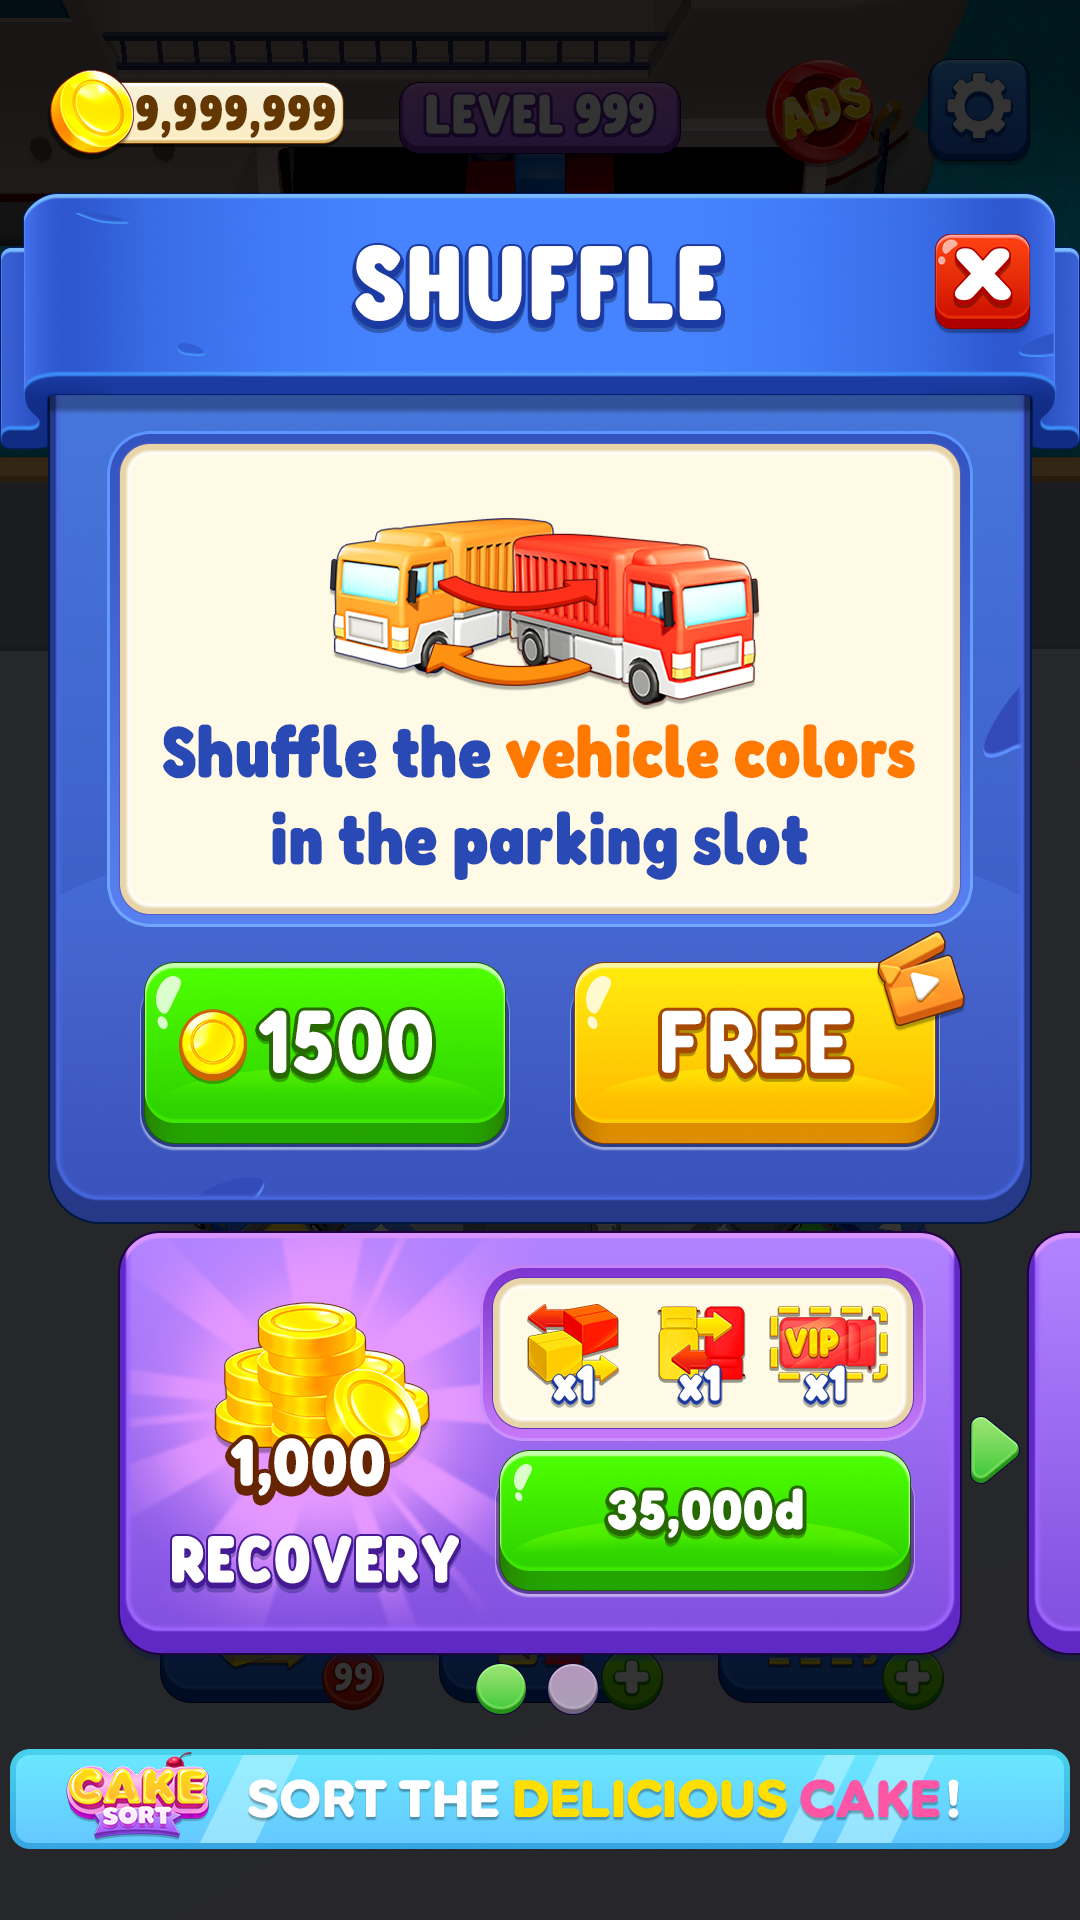 9,999,999
LEVEL 999
ADS
SHUFFLE
Shuffle the vehicle colors
in the parking slot
1500
FREE
VIP
x1
x1
x1
1,000
35,000d
RECOVERY
99
CAKE
SORT
SORT THE DELICIOUS CAKE!